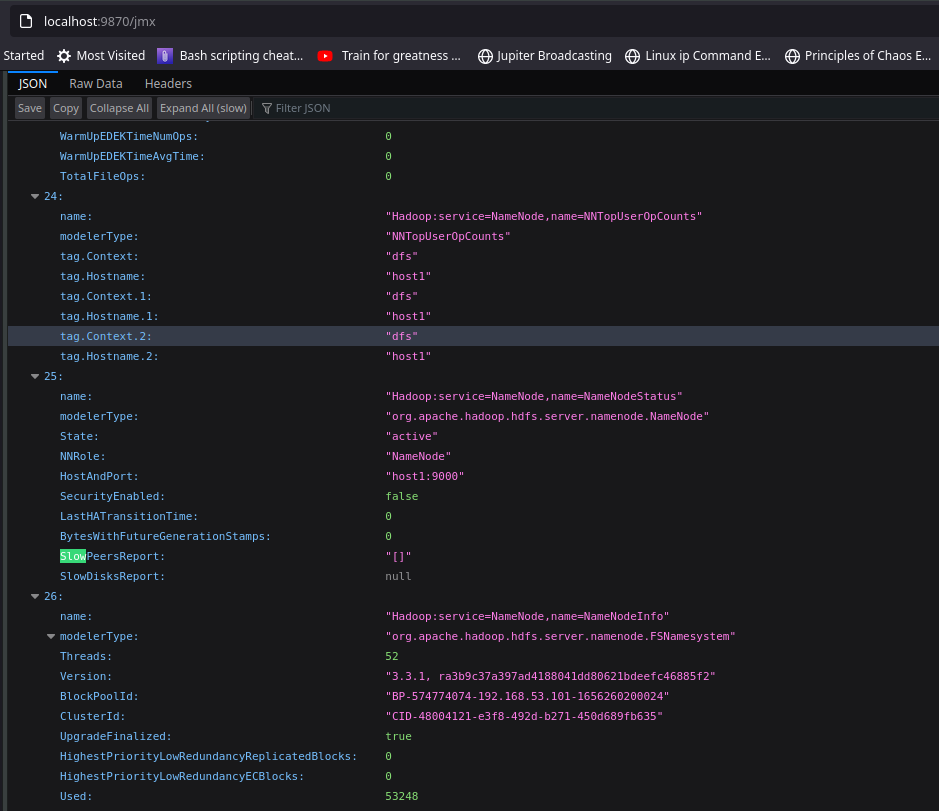 localhost:9870/jmx
Started Most Visited Bash scripting cheat... Train for greatness ... Jupiter Broadcasting Linux ip Command E... Principles of Chaos E...
JSON Raw Data Headers
Save Copy Collapse All Expand All (slow) Filter JSON
WarmUpEDEKTimeNumOps: 0
WarmUpEDEKTimeAvgTime: 0
TotalFileOps: 0
24:
name: "Hadoop:service=NameNode,name=NNTopUserOpCounts"
modelerType: "NNTopUserOpCounts"
tag.Context: "dfs"
tag.Hostname: "host1"
tag.Context.1: "dfs"
tag.Hostname.1: "host1"
tag.Context.2: "dfs"
tag.Hostname.2: "host1"
25:
name: "Hadoop:service=NameNode,name=NameNodeStatus"
modelerType: "org.apache.hadoop.hdfs.server.namenode.NameNode"
State: "active"
NNRole: "NameNode"
HostAndPort: "host1:9000"
SecurityEnabled: false
LastHATransitionTime: 0
BytesWithFutureGenerationStamps: 0
SlowPeersReport: "[]"
SlowDisksReport: null
26:
name: "Hadoop:service=NameNode,name=NameNodeInfo"
modelerType: "org.apache.hadoop.hdfs.server.namenode.FSNamesystem"
Threads: 52
Version: "3.3.1, ra3b9c37a397ad4188041dd80621bdeefc46885f2"
BlockPoolId: "BP-574774074-192.168.53.101-1656260200024"
ClusterId: "CID-48004121-e3f8-492d-b271-450d689fb635"
UpgradeFinalized: true
HighestPriorityLowRedundancyReplicatedBlocks: 0
HighestPriorityLowRedundancyECBlocks: 0
Used: 53248